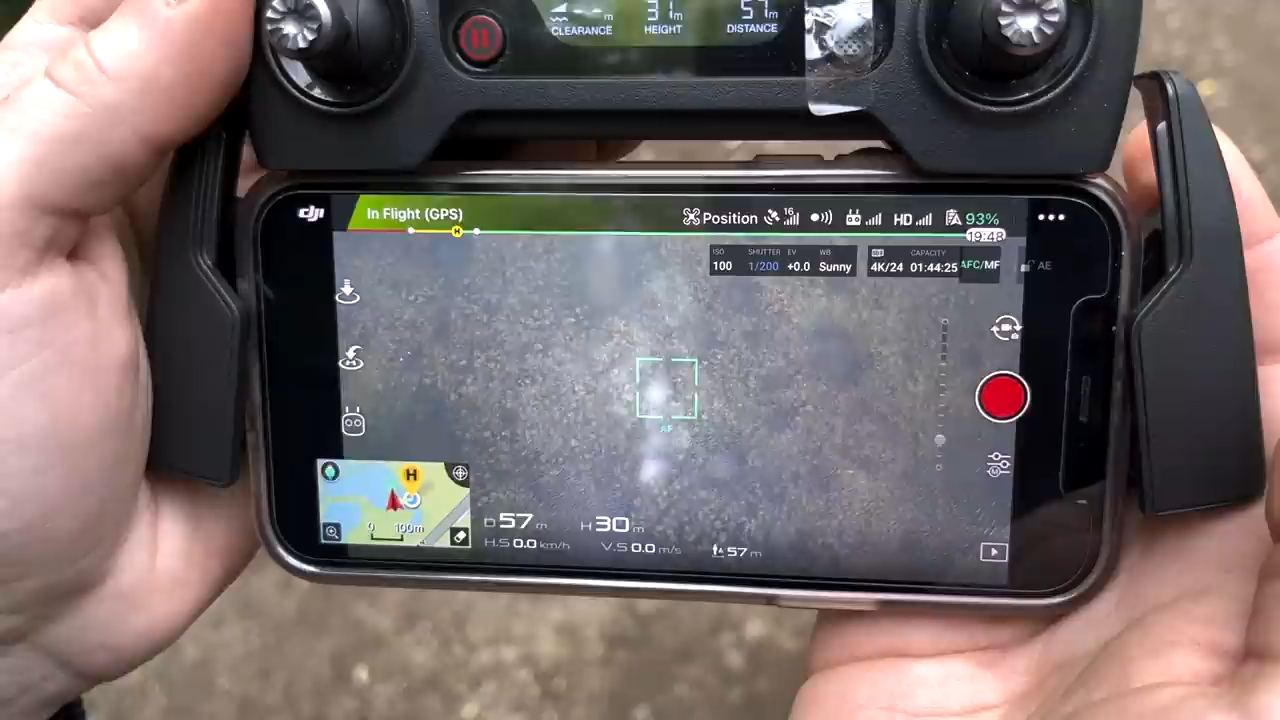 31m 57m
CLEARANCE HEIGHT DISTANCE
dji In Flight (GPS) Position 16 HD 93%
19:48
ISO SHUTTER EV WB CAPACITY
100 1/200 +0.0 Sunny 4K/24 01:44:25 AFC/MF AE
AF
H
0 100m
D 57 m H 30 m
H.S 0.0 km/h V.S 0.0 m/s 57 m